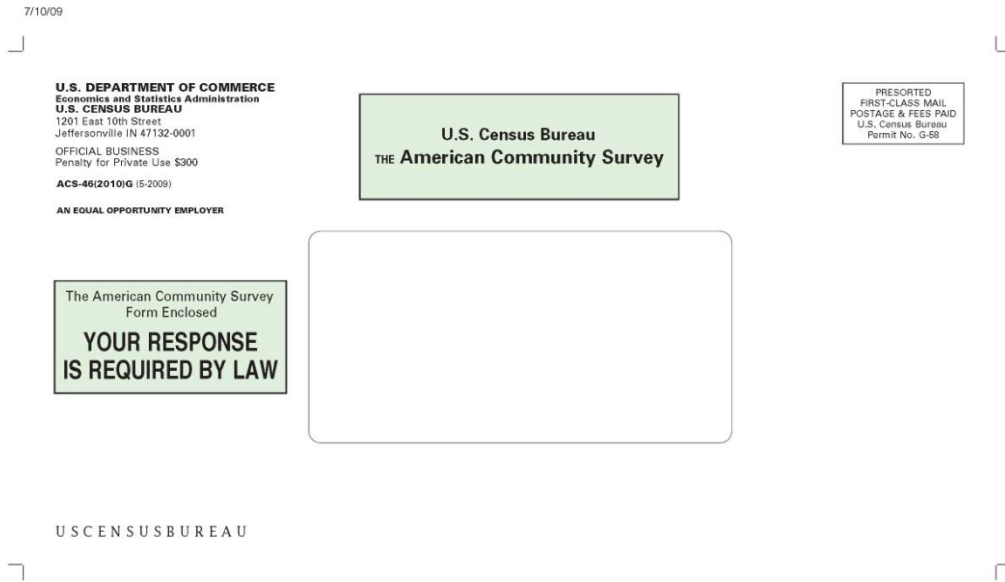 7/10/09
U.S. DEPARTMENT OF COMMERCE
Economics and Statistics Administration
U.S. CENSUS BUREAU
1201 East 10th Street
Jeffersonville IN 47132-0001
OFFICIAL BUSINESS
Penalty for Private Use $300
ACS-46(2010)G (5-2009)
AN EQUAL OPPORTUNITY EMPLOYER
U.S. Census Bureau
THE American Community Survey
PRESORTED
FIRST-CLASS MAIL
POSTAGE & FEES PAID
U.S. Census Bureau
Permit No. G-58
The American Community Survey
Form Enclosed
YOUR RESPONSE
IS REQUIRED BY LAW
USCENSUSBUREAU